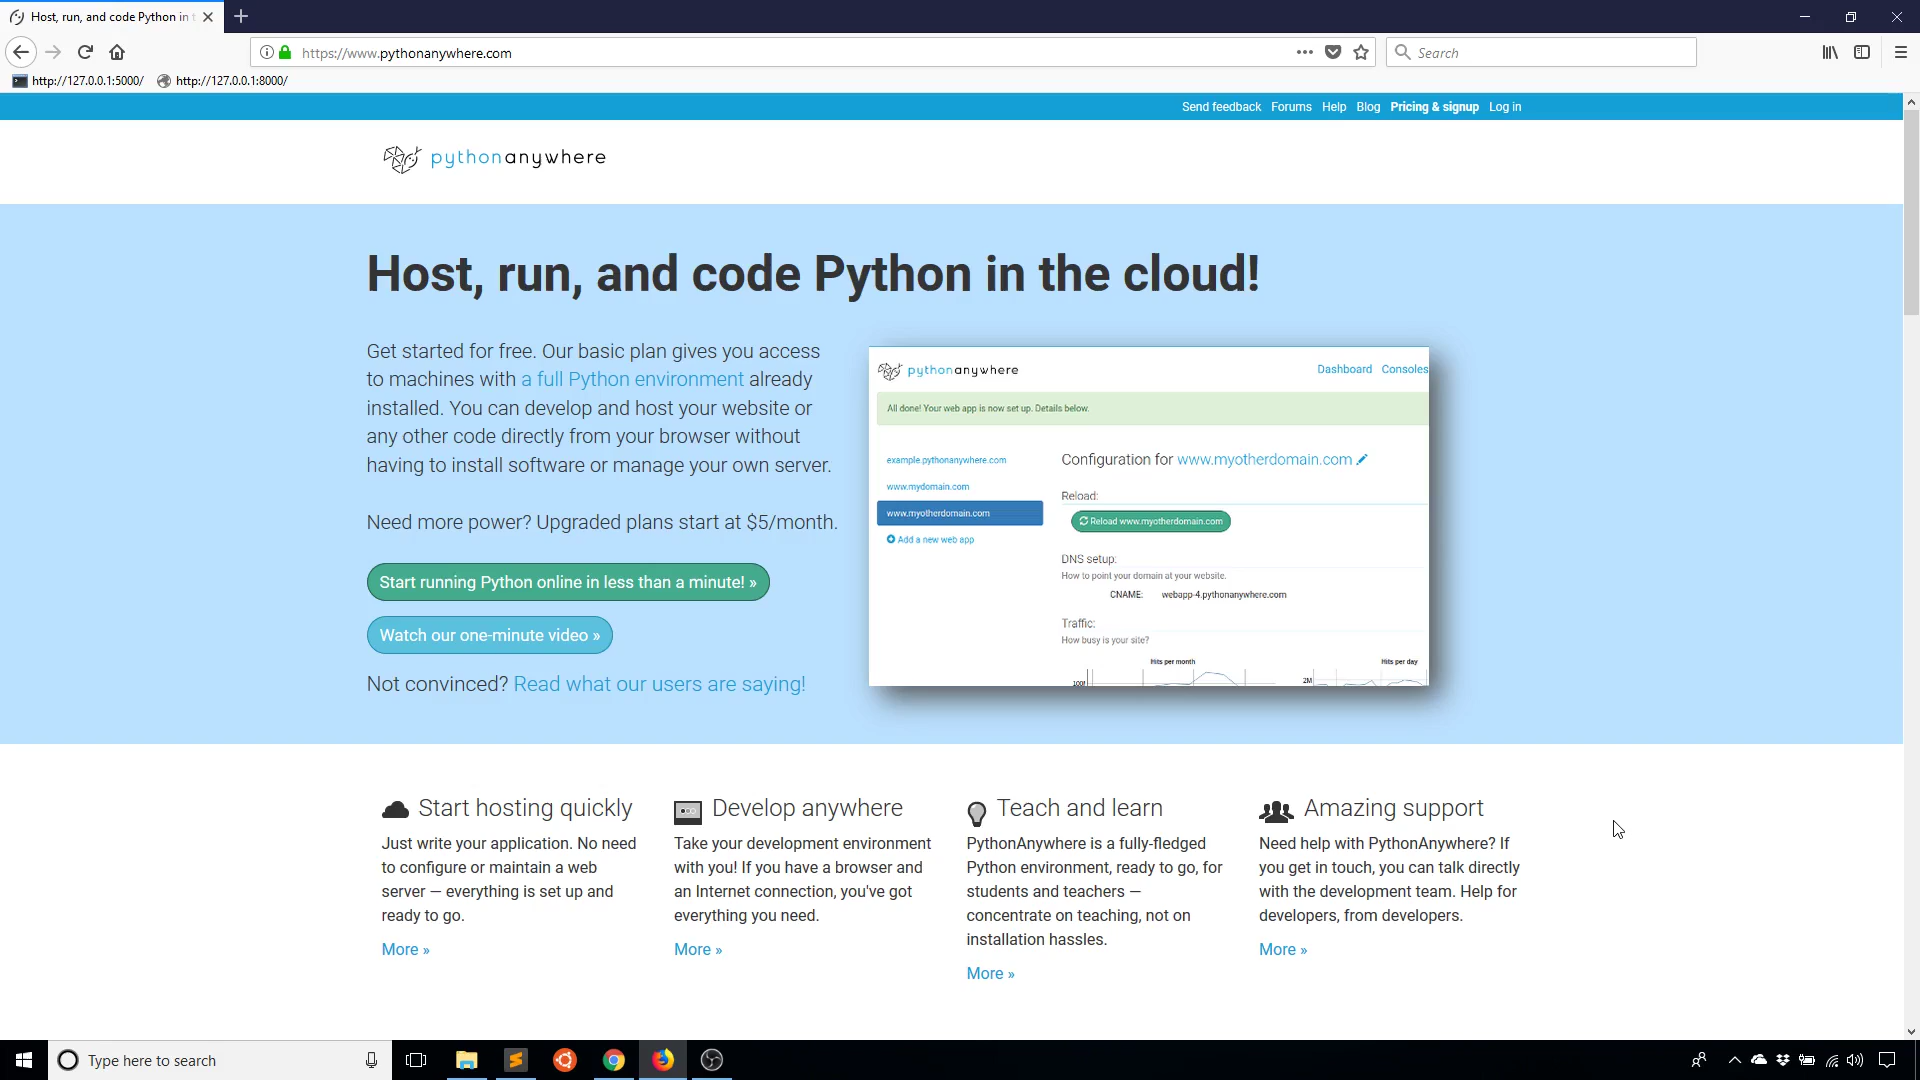 Host, run, and code Python in t
https://www.pythonanywhere.com
Search
http://127.0.0.1:5000/
http://127.0.0.1:8000/
Send feedback Forums Help Blog Pricing & signup Log in
pythonanywhere
Host, run, and code Python in the cloud!
Get started for free. Our basic plan gives you access
to machines with a full Python environment already
installed. You can develop and host your website or
any other code directly from your browser without
having to install software or manage your own server.
Need more power? Upgraded plans start at $5/month.
Start running Python online in less than a minute! »
Watch our one-minute video »
Not convinced? Read what our users are saying!
pythonanywhere
Dashboard Consoles
All done! Your web app is now set up. Details below.
example.pythonanywhere.com
www.mydomain.com
www.myotherdomain.com
Add a new web app
Configuration for www.myotherdomain.com
Reload:
Reload www.myotherdomain.com
DNS setup:
How to point your domain at your website.
CNAME: webapp-4.pythonanywhere.com
Traffic:
How busy is your site?
Hits per month
Hits per day
2M
Start hosting quickly
Just write your application. No need
to configure or maintain a web
server — everything is set up and
ready to go.
More »
Develop anywhere
Take your development environment
with you! If you have a browser and
an Internet connection, you've got
everything you need.
More »
Teach and learn
PythonAnywhere is a fully-fledged
Python environment, ready to go, for
students and teachers —
concentrate on teaching, not on
installation hassles.
More »
Amazing support
Need help with PythonAnywhere? If
you get in touch, you can talk directly
with the development team. Help for
developers, from developers.
More »
Type here to search